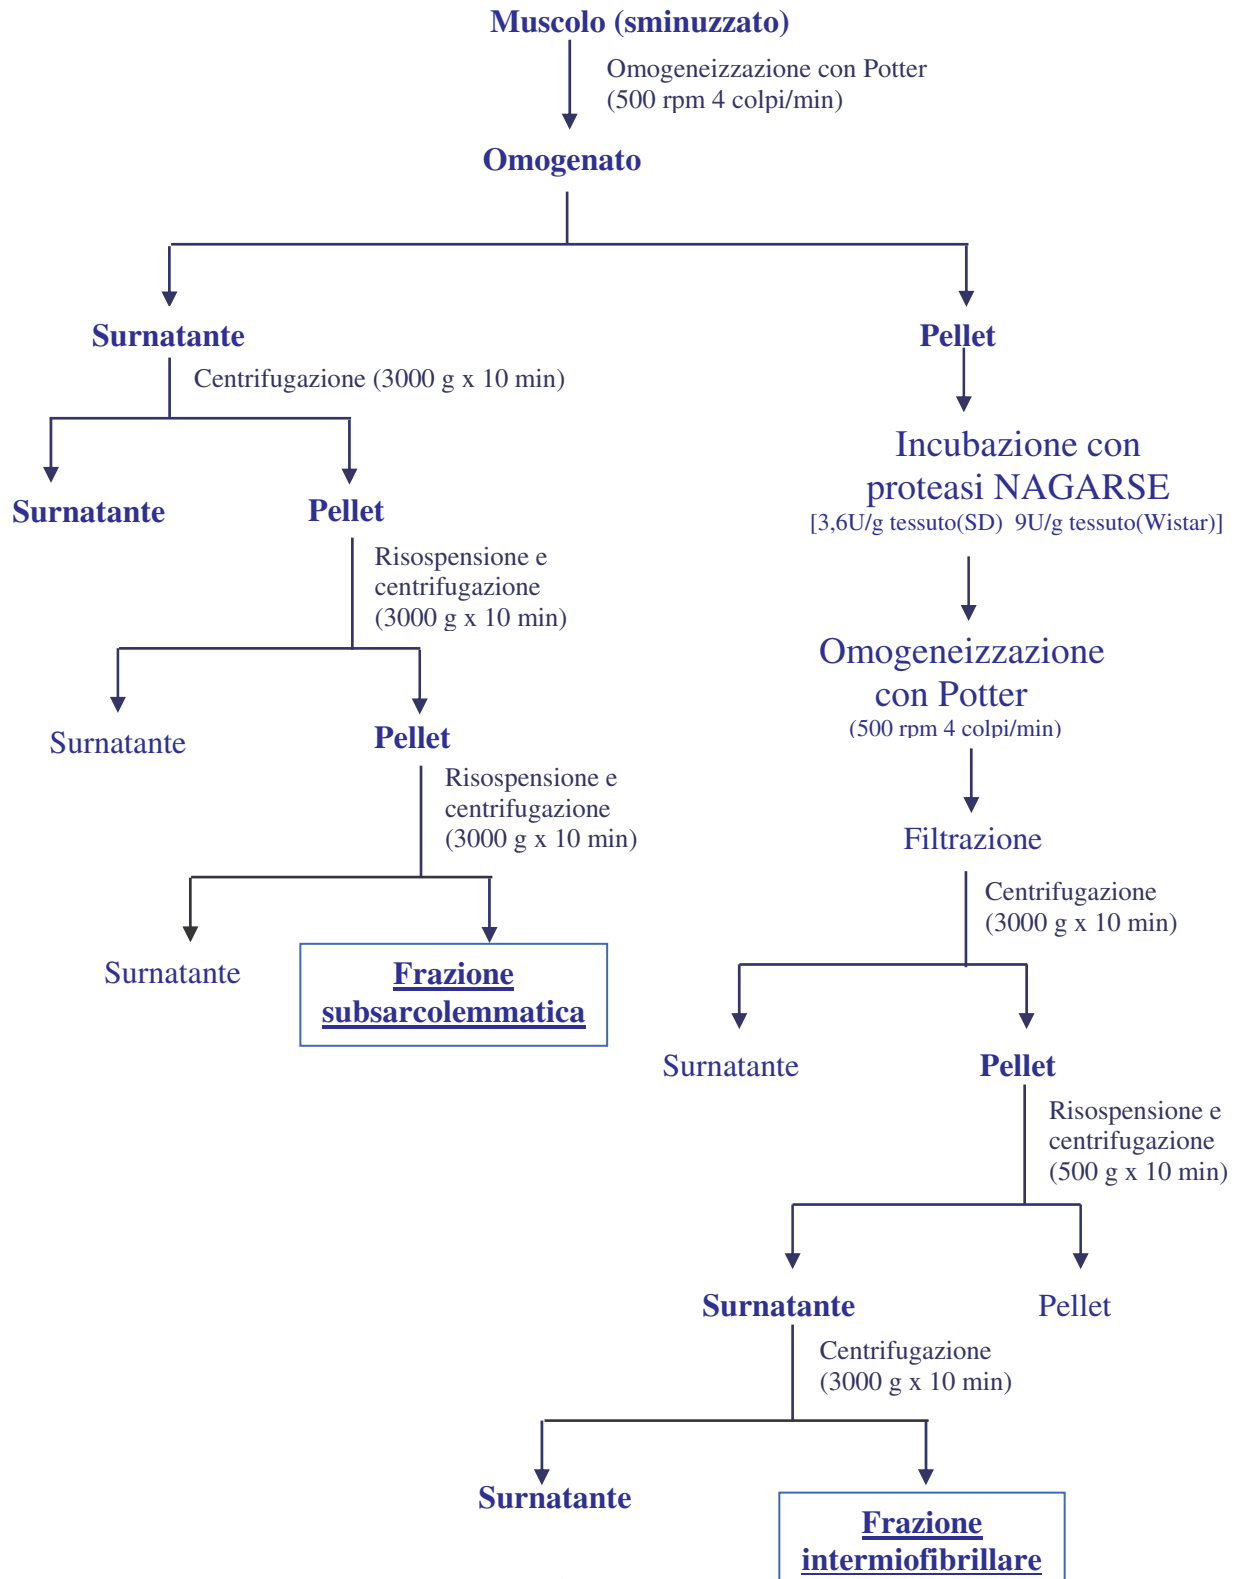 Muscolo (sminuzzato)
Omogeneizzazione con Potter
(500 rpm 4 colpi/min)
Omogenato
Surnatante
Pellet
Centrifugazione (3000 g x 10 min)
Surnatante
Pellet
Risospensione e
centrifugazione
(3000 g x 10 min)
Surnatante
Pellet
Risospensione e
centrifugazione
(3000 g x 10 min)
Surnatante
Frazione
subsarcolemmatica
Incubazione con
proteasi NAGARSE
[3,6U/g tessuto(SD) 9U/g tessuto(Wistar)]
Omogeneizzazione
con Potter
(500 rpm 4 colpi/min)
Filtrazione
Centrifugazione
(3000 g x 10 min)
Surnatante
Pellet
Risospensione e
centrifugazione
(500 g x 10 min)
Surnatante
Pellet
Centrifugazione
(3000 g x 10 min)
Surnatante
Frazione
intermiofibrillare